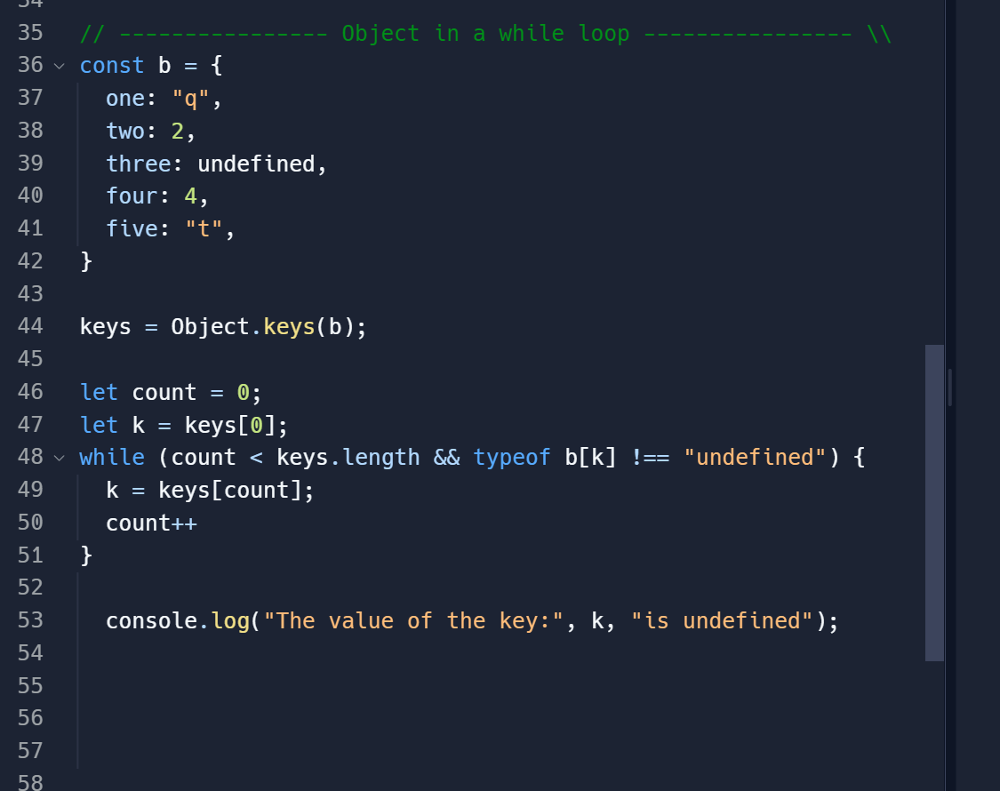 34
35 // ---------------- Object in a while loop ---------------- \\
36 const b = {
37   one: "q",
38   two: 2,
39   three: undefined,
40   four: 4,
41   five: "t",
42 }
43
44 keys = Object.keys(b);
45
46 let count = 0;
47 let k = keys[0];
48 while (count < keys.length && typeof b[k] !== "undefined") {
49   k = keys[count];
50   count++
51 }
52
53   console.log("The value of the key:", k, "is undefined");
54
55
56
57
58